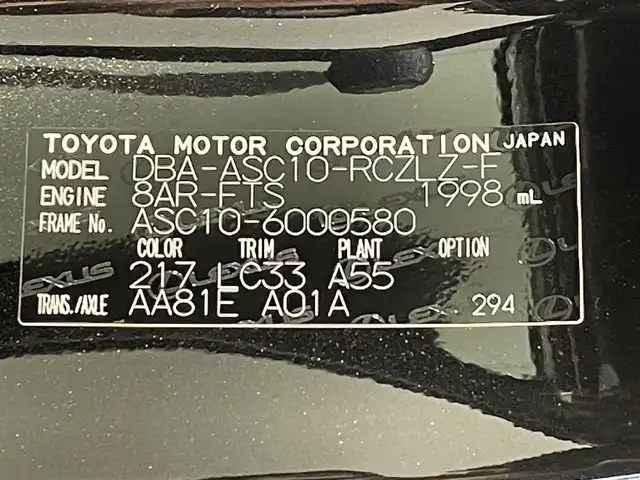 TOYOTA MOTOR CORPORATION JAPAN
MODEL DBA-ASC10-RCZLZ-F
ENGINE 8AR-FTS 1998 mL
FRAME No. ASC10-6000580
COLOR TRIM PLANT OPTION
217 LC33 A55
TRANS./AXLE AA81E A01A 294